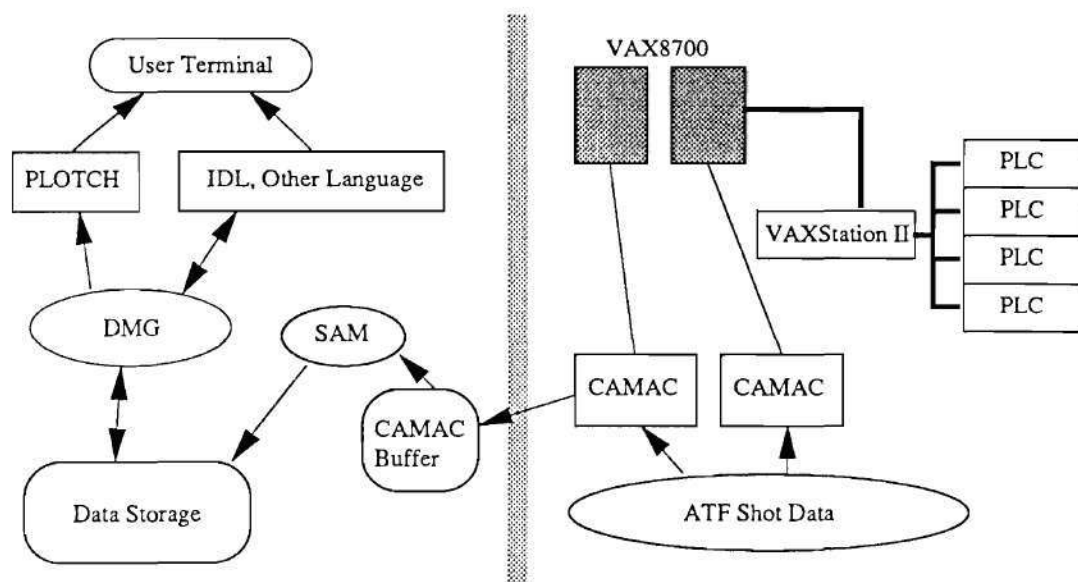 User Terminal
PLOTCH
IDL, Other Language
DMG
SAM
CAMAC
Buffer
Data Storage
VAX8700
PLC
PLC
VAXStation II
PLC
PLC
CAMAC
CAMAC
ATF Shot Data